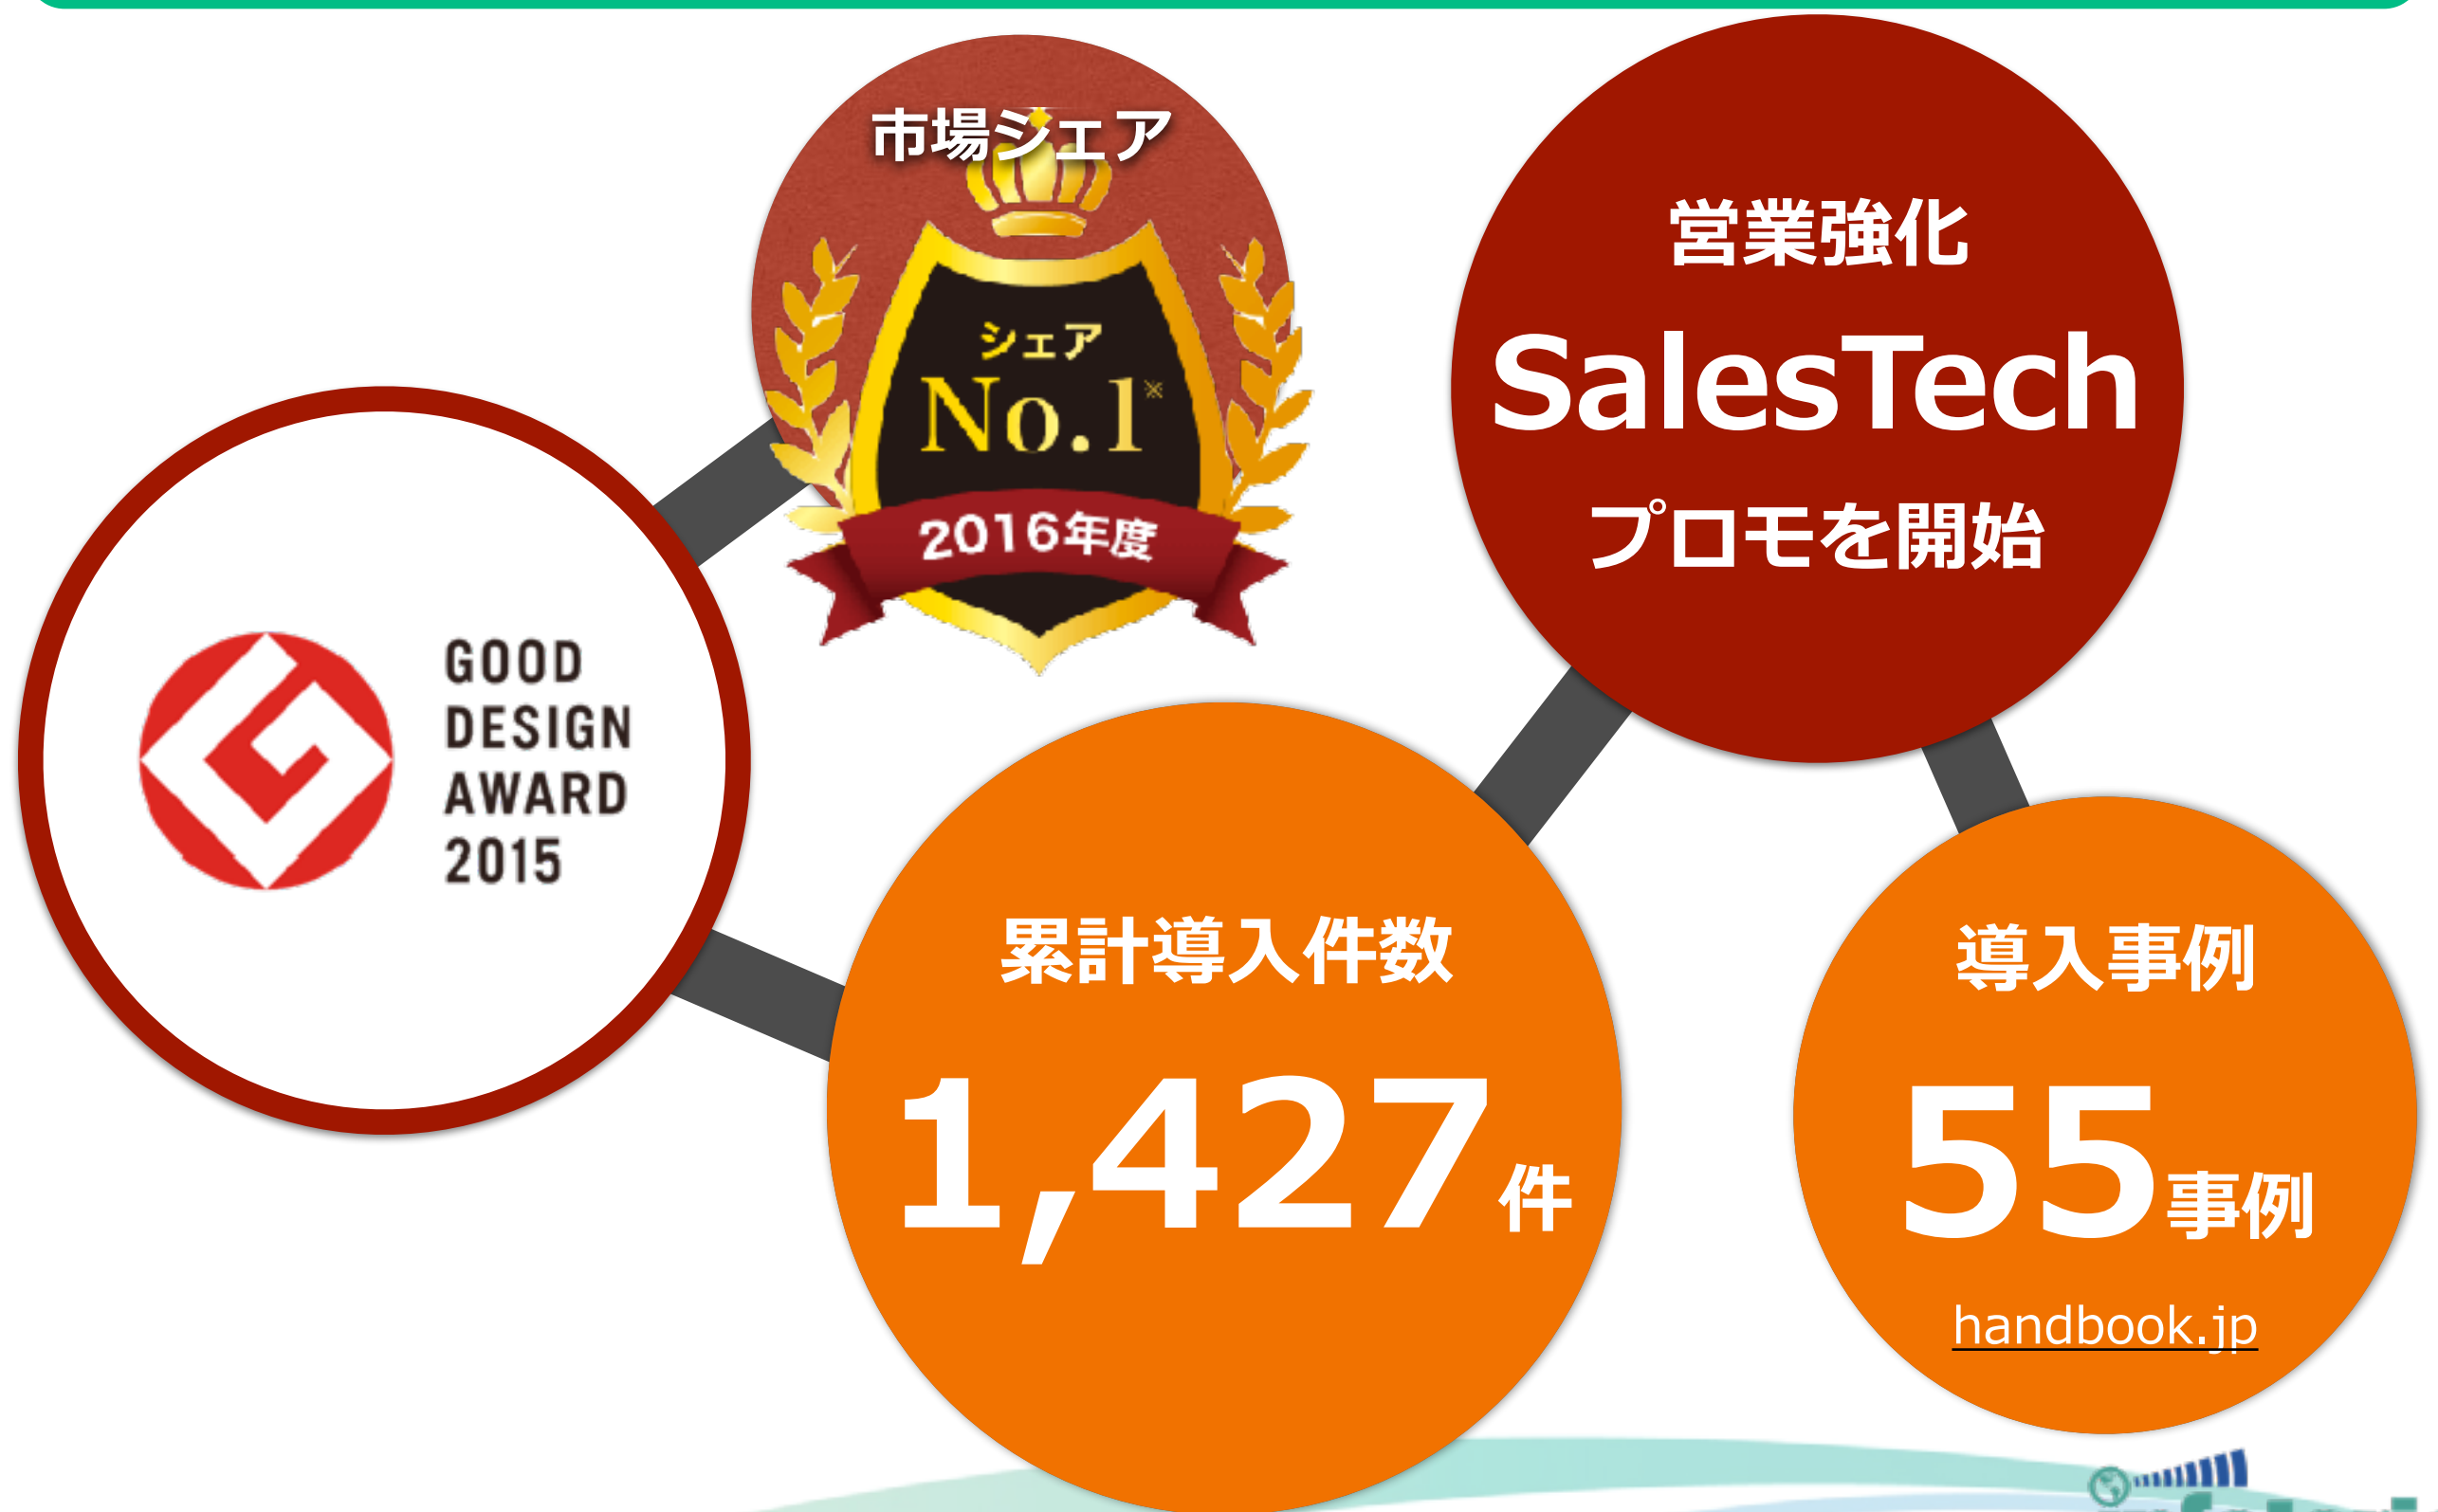 市場シェア
シェア
No.1※
2016年度
営業強化
SalesTech
プロモを開始
GOOD
DESIGN
AWARD
2015
累計導入件数
1,427件
導入事例
55事例
handbook.jp